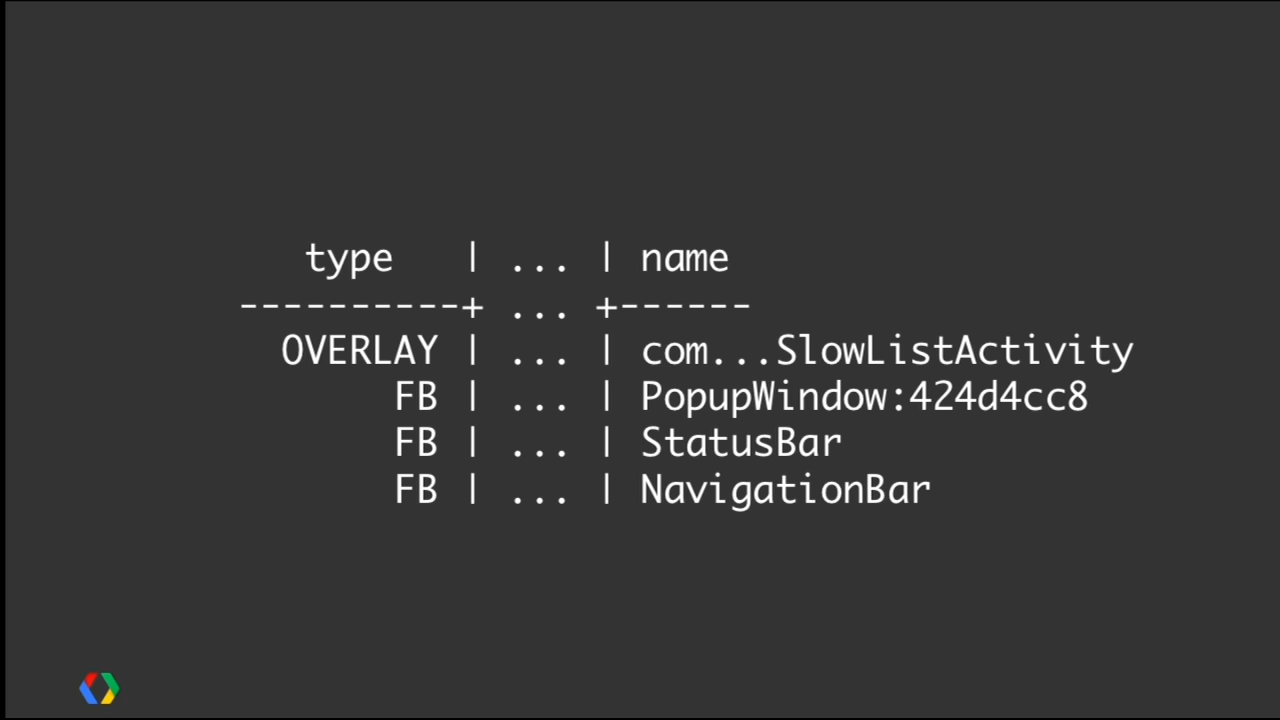 type | ... | name
----------+ ... +------
OVERLAY | ... | com...SlowListActivity
FB | ... | PopupWindow:424d4cc8
FB | ... | StatusBar
FB | ... | NavigationBar